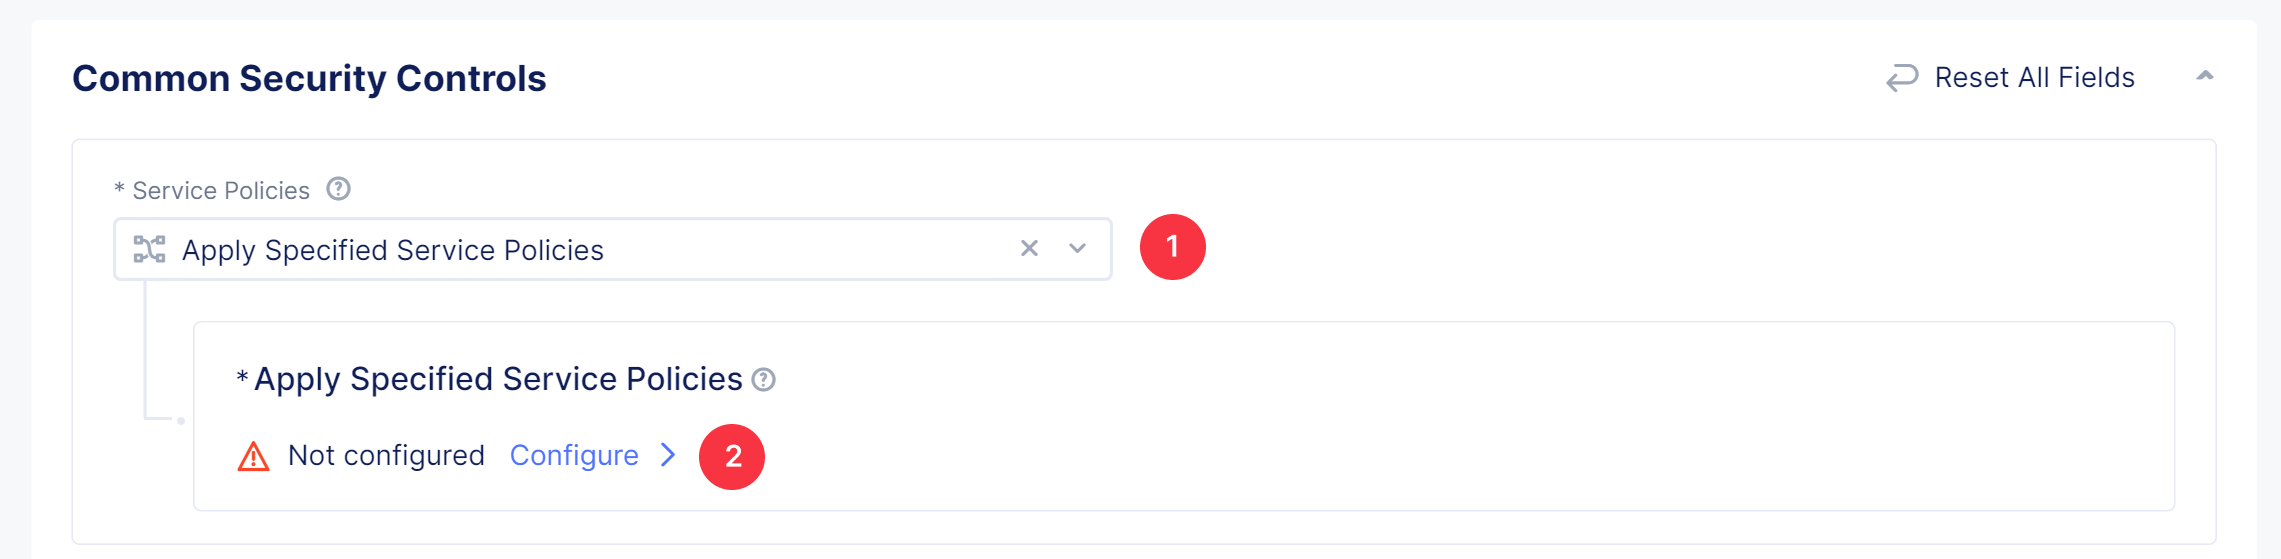 Common Security Controls
Reset All Fields
* Service Policies
Apply Specified Service Policies
1
* Apply Specified Service Policies
Not configured Configure
2